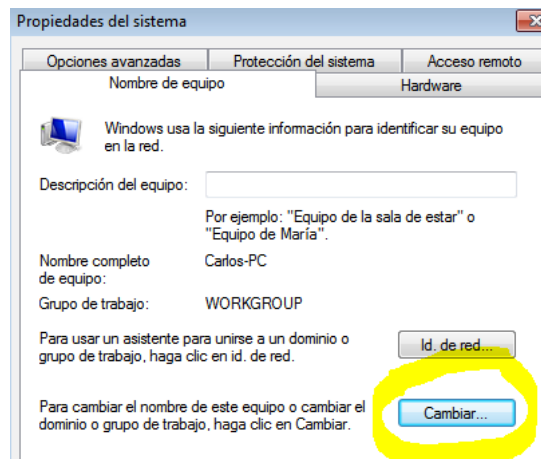 Propiedades del sistema
Opciones avanzadas
Protección del sistema
Acceso remoto
Nombre de equipo
Hardware
Windows usa la siguiente información para identificar su equipo
en la red.
Descripción del equipo:
Por ejemplo: "Equipo de la sala de estar" o
"Equipo de María".
Nombre completo
de equipo:
Carlos-PC
Grupo de trabajo:
WORKGROUP
Para usar un asistente para unirse a un dominio o
grupo de trabajo, haga clic en id. de red.
Id. de red...
Para cambiar el nombre de este equipo o cambiar el
dominio o grupo de trabajo, haga clic en Cambiar.
Cambiar...